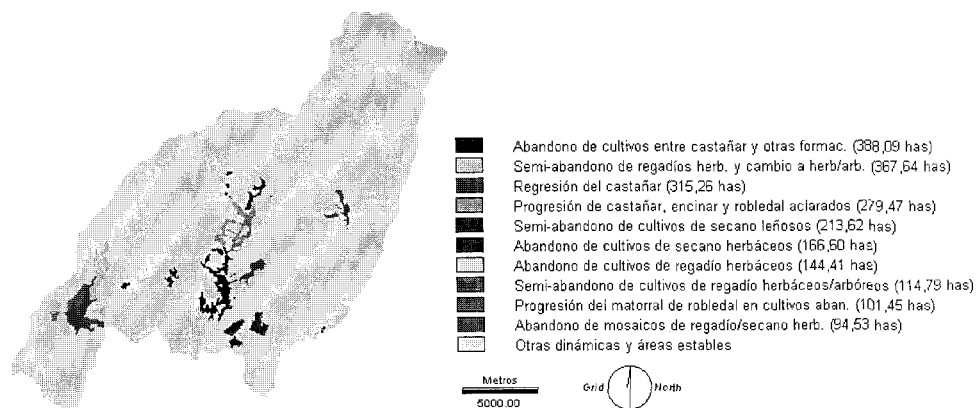 Abandono de cultivos entre castañar y otras formac. (388,09 has)
Semi-abandono de regadíos herb. y cambio a herb/arb. (367,64 has)
Regresión del castañar (315,26 has)
Progresión de castañar, encinar y robledal aclarados (279,47 has)
Semi-abandono de cultivos de secano leñosos (213,62 has)
Abandono de cultivos de secano herbáceos (166,60 has)
Abandono de cultivos de regadío herbáceos (144,41 has)
Semi-abandono de cultivos de regadío herbáceos/arbóreos (114,79 has)
Progresión del matorral de robledal en cultivos aban. (101,45 has)
Abandono de mosaicos de regadío/secano herb. (94,53 has)
Otras dinámicas y áreas estables
Metros
5000.00
Grid North